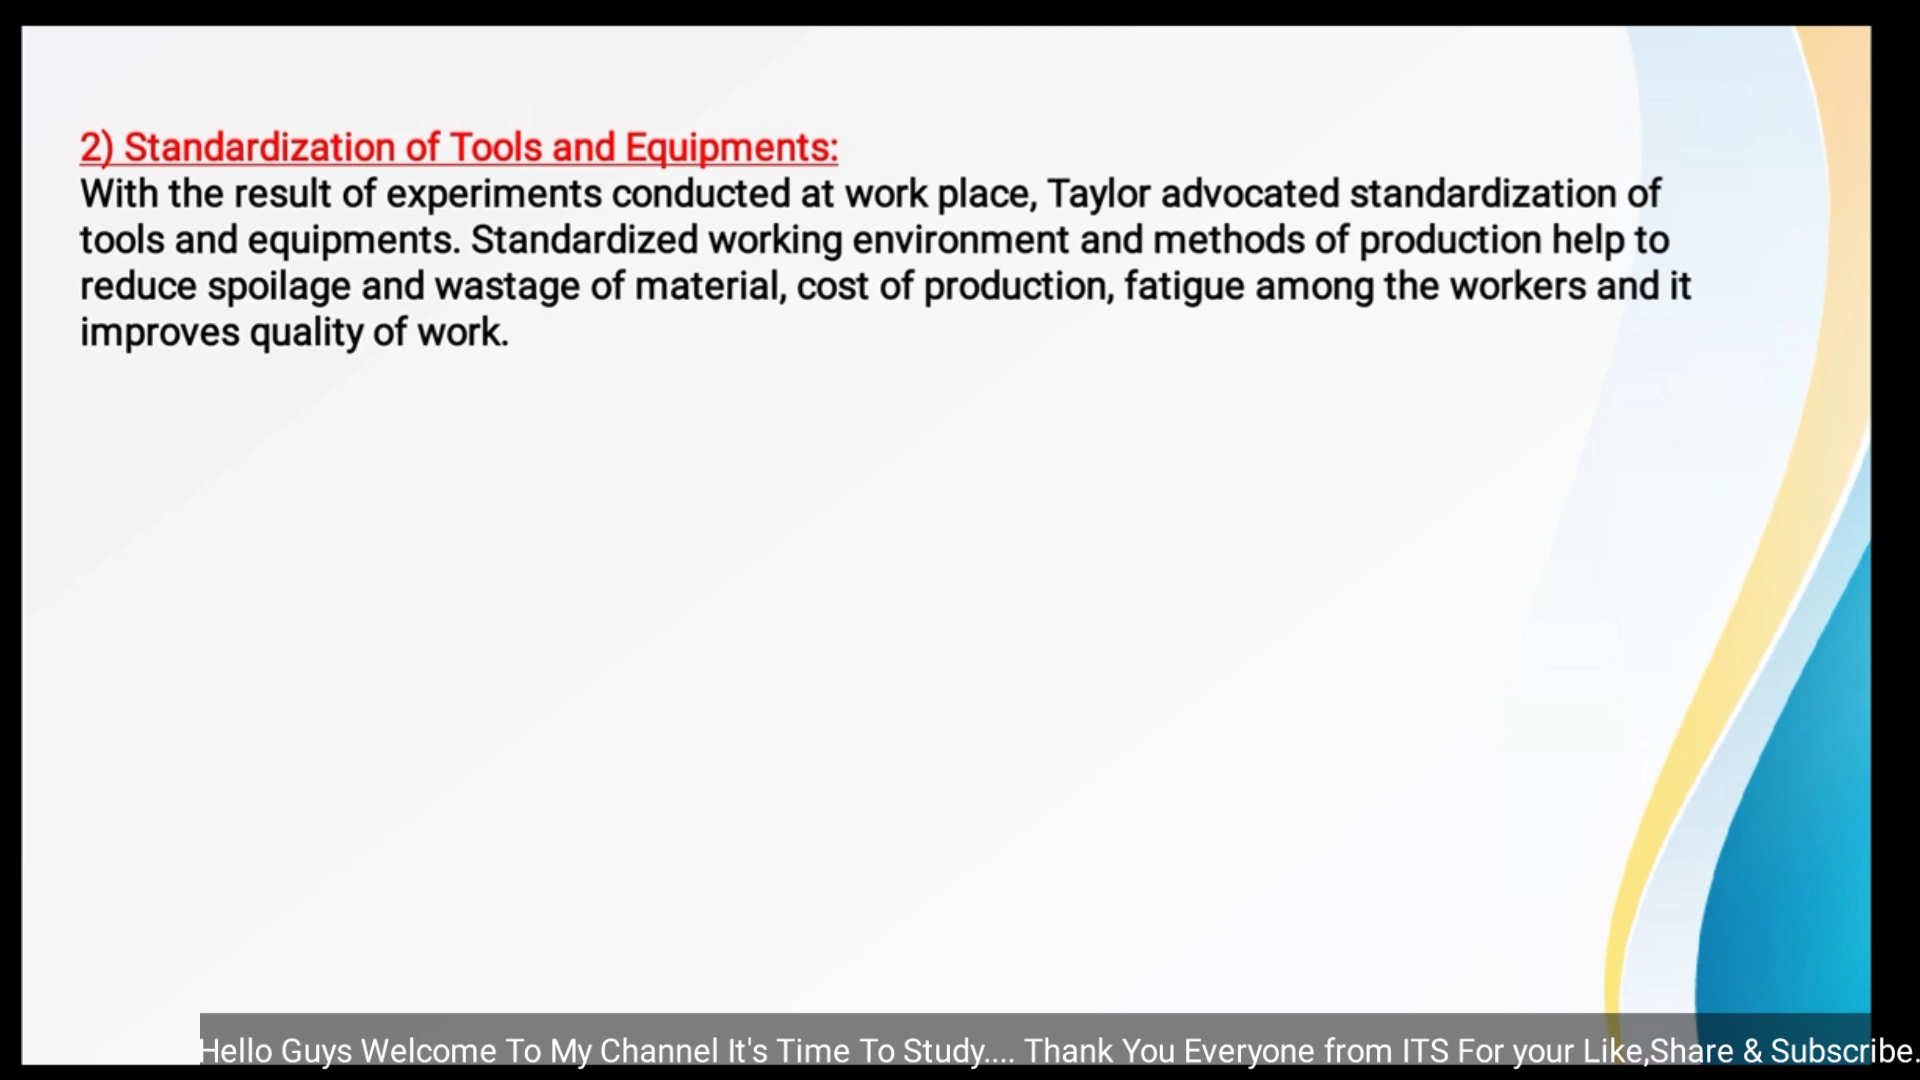 2) Standardization of Tools and Equipments:
With the result of experiments conducted at work place, Taylor advocated standardization of
tools and equipments. Standardized working environment and methods of production help to
reduce spoilage and wastage of material, cost of production, fatigue among the workers and it
improves quality of work.
Hello Guys Welcome To My Channel It's Time To Study.... Thank You Everyone from ITS For your Like,Share & Subscribe.